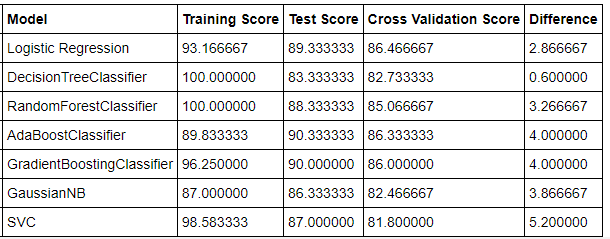 Model Training Score Test Score Cross Validation Score Difference
Logistic Regression 93.166667 89.333333 86.466667 2.866667
DecisionTreeClassifier 100.000000 83.333333 82.733333 0.600000
RandomForestClassifier 100.000000 88.333333 85.066667 3.266667
AdaBoostClassifier 89.833333 90.333333 86.333333 4.000000
GradientBoostingClassifier 96.250000 90.000000 86.000000 4.000000
GaussianNB 87.000000 86.333333 82.466667 3.866667
SVC 98.583333 87.000000 81.800000 5.200000